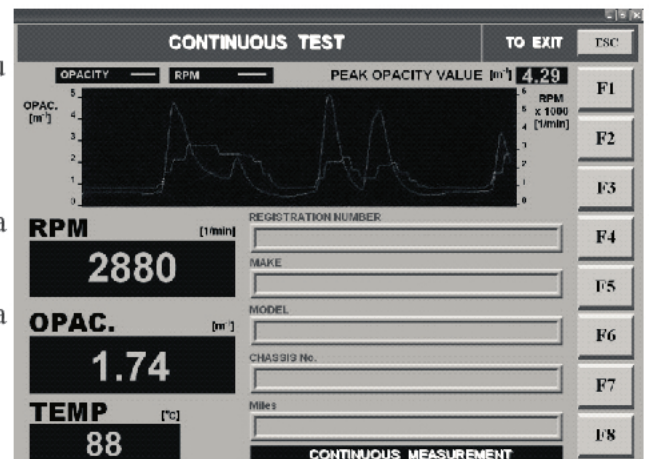 CONTINUOUS TEST TO EXIT ESC
OPACITY RPM PEAK OPACITY VALUE [m⁻¹] 4.29 F1
OPAC. [m⁻¹]
5
4
3
2
1
0
6
5
4
3
2
1
0
RPM x 1000 [1/min]
F2
F3
u
a
a
RPM [1/min]
2880
OPAC. [m⁻¹]
1.74
TEMP [°C]
88
REGISTRATION NUMBER
MAKE
MODEL
CHASSIS No.
Miles
CONTINUOUS MEASUREMENT
F4
F5
F6
F7
F8